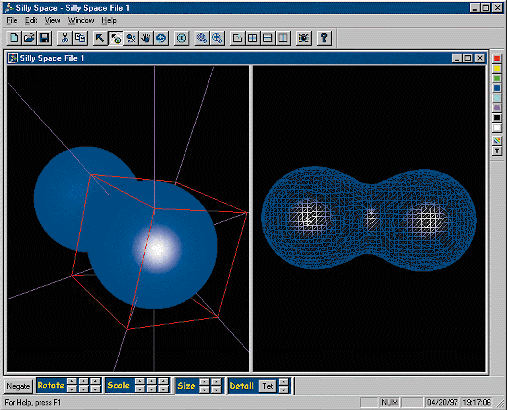 Silly Space - Silly Space File 1
File Edit View Window Help
Silly Space File 1
T
Negate Rotate Scale Size Detail Tet
For Help, press F1 NUM 04/20/97 19:17:06